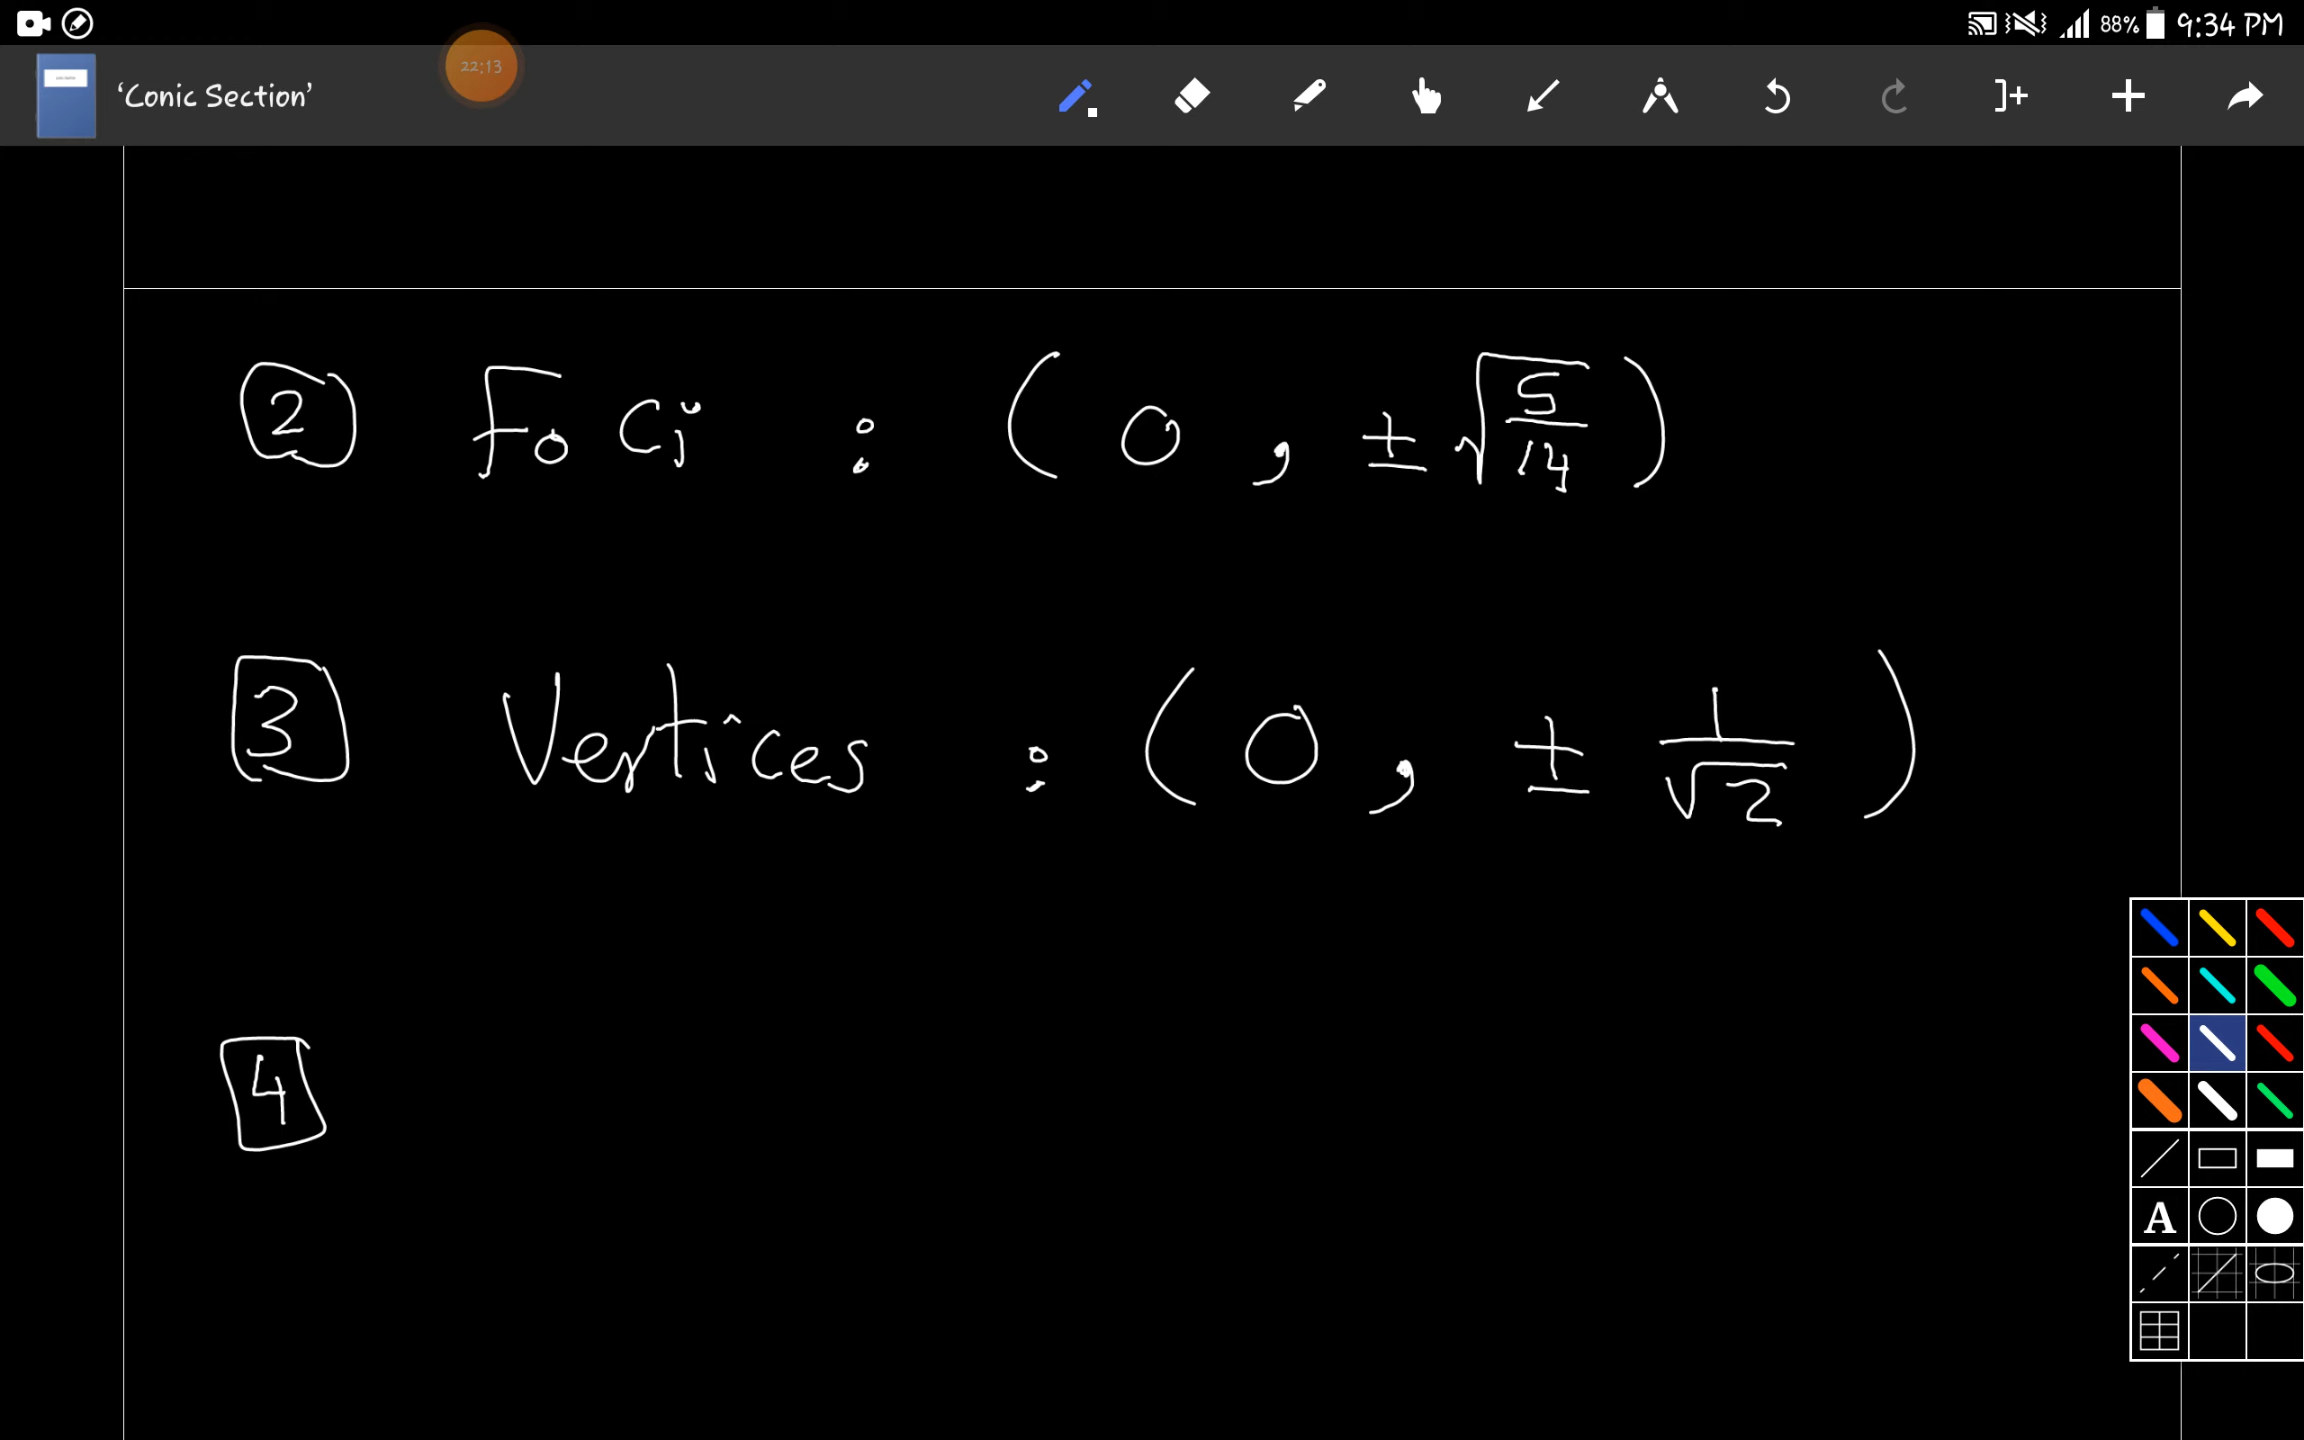 88% 9:34 PM
22:13
'Conic Section'
2 Foci : ( 0 , ± √5/14 )
3 Vertices : ( 0 , ± 1/√2 )
4
A